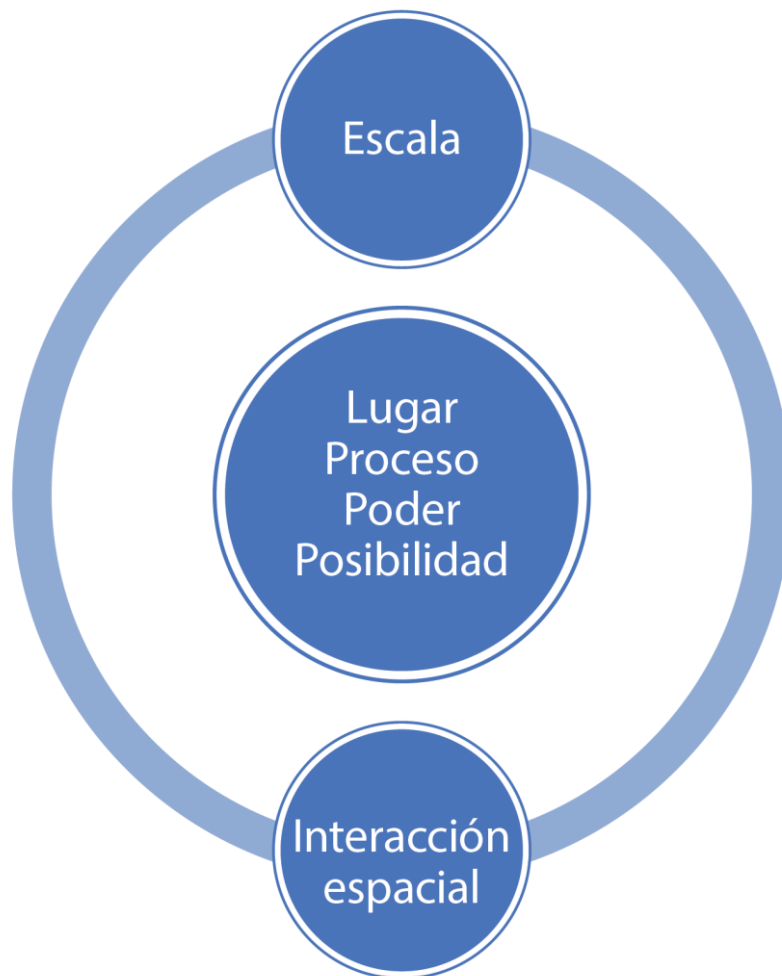 Escala
Lugar
Proceso
Poder
Posibilidad
Interacción
espacial